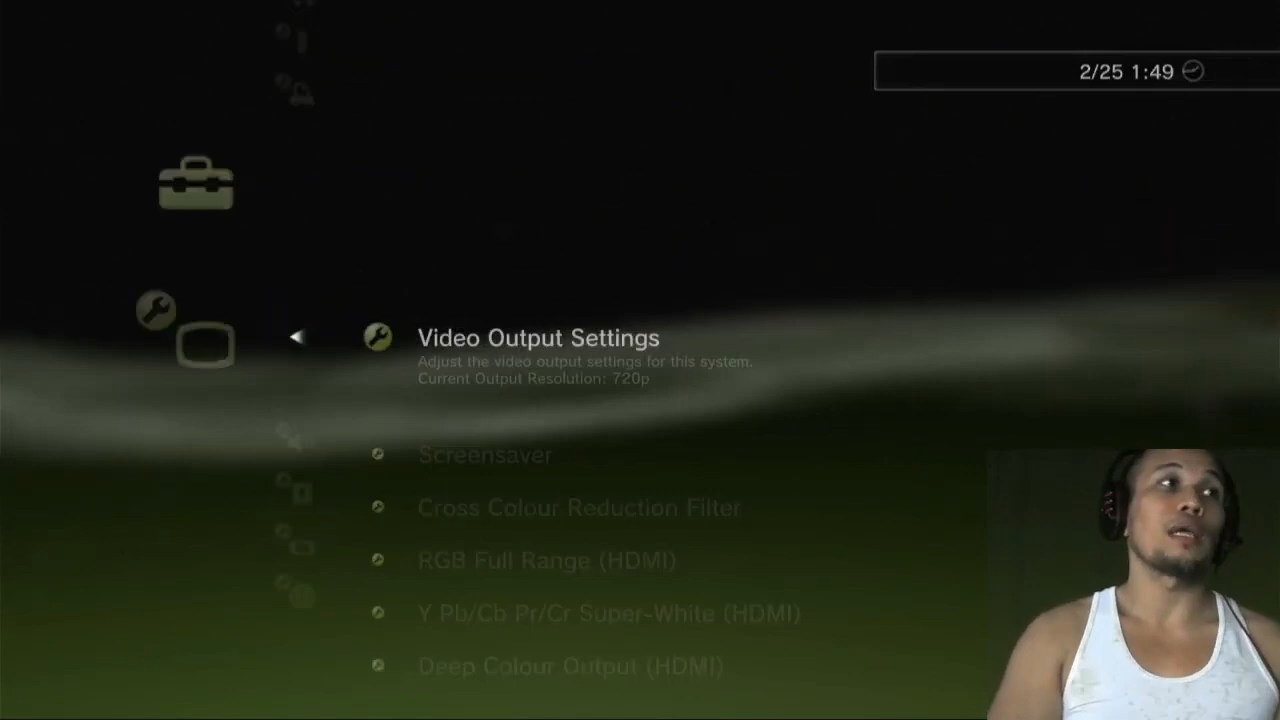 2/25 1:49
Video Output Settings
Adjust the video output settings for this system.
Current Output Resolution: 720p
Screensaver
Cross Colour Reduction Filter
RGB Full Range (HDMI)
Y Pb/Cb Pr/Cr Super-White (HDMI)
Deep Colour Output (HDMI)